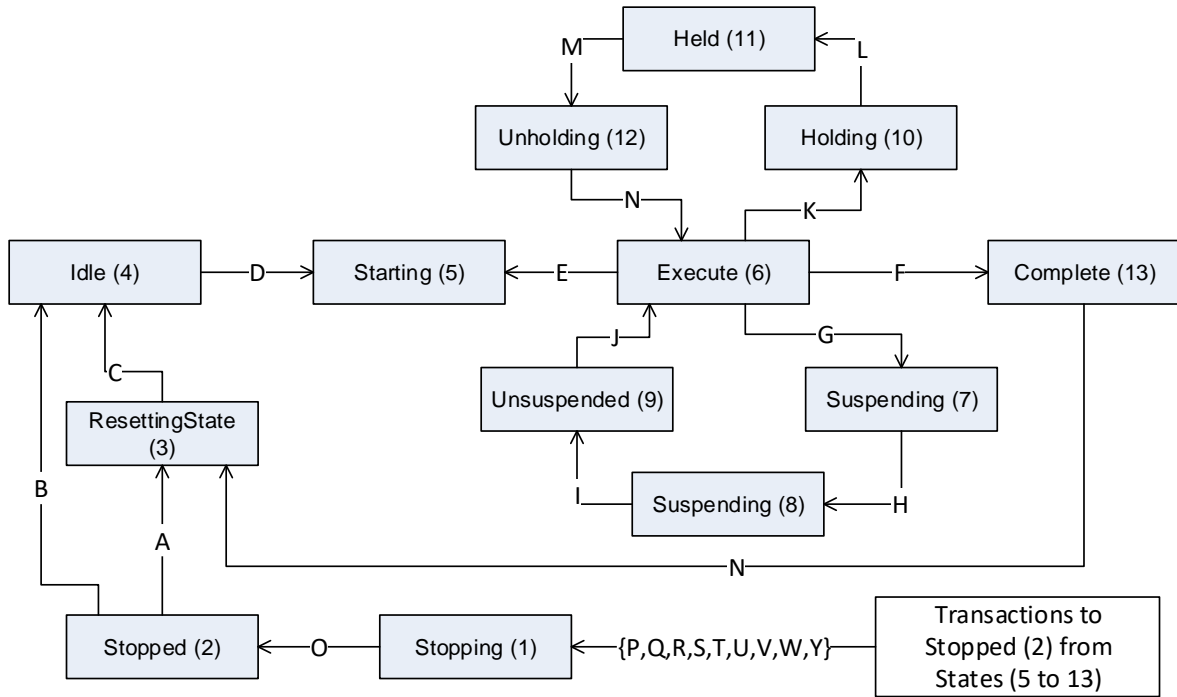 Held (11)
M
L
Unholding (12)
Holding (10)
N
K
Idle (4)
D
Starting (5)
E
Execute (6)
F
Complete (13)
J
G
C
Unsuspended (9)
Suspending (7)
ResettingState
(3)
B
I
Suspending (8)
H
A
N
Stopped (2)
O
Stopping (1)
{P,Q,R,S,T,U,V,W,Y}
Transactions to
Stopped (2) from
States (5 to 13)